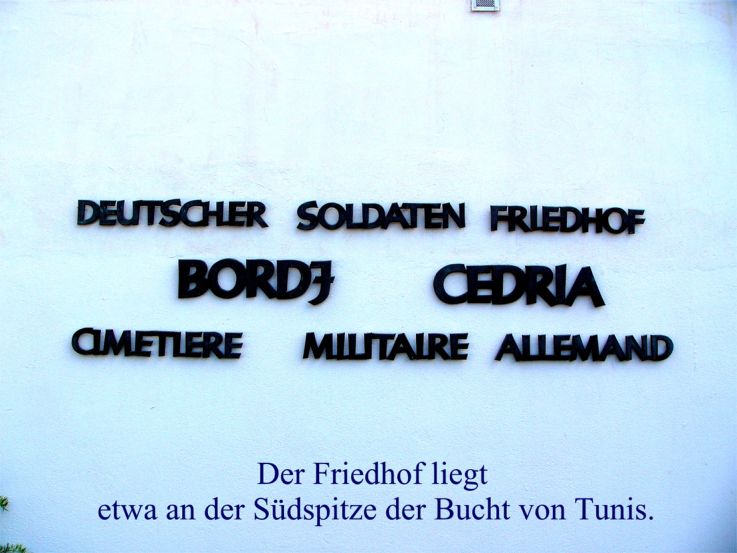 DEUTSCHER SOLDATEN FRIEDHOF
BORDJ CEDRIA
CIMETIERE MILITAIRE ALLEMAND
Der Friedhof liegt
etwa an der Südspitze der Bucht von Tunis.